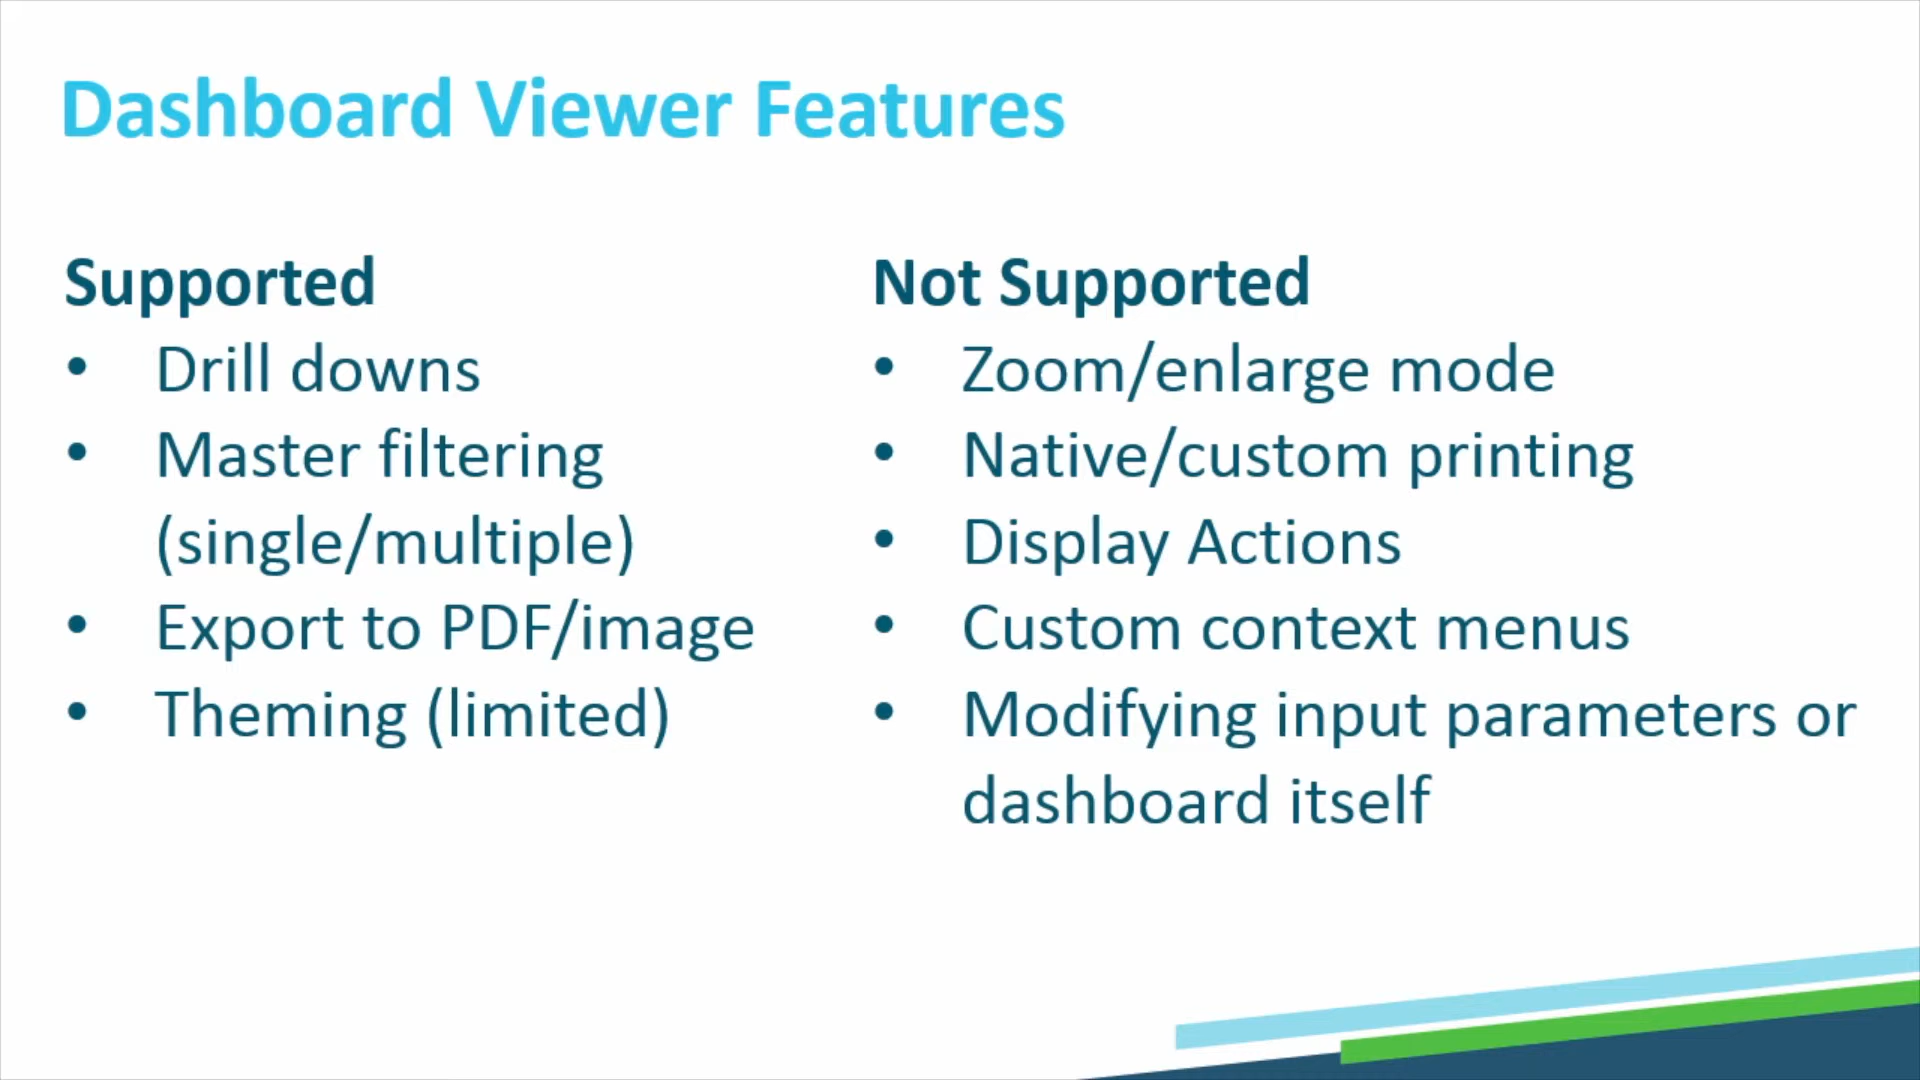 Dashboard Viewer Features
Supported
• Drill downs
• Master filtering
(single/multiple)
• Export to PDF/image
• Theming (limited)
Not Supported
• Zoom/enlarge mode
• Native/custom printing
• Display Actions
• Custom context menus
• Modifying input parameters or
dashboard itself